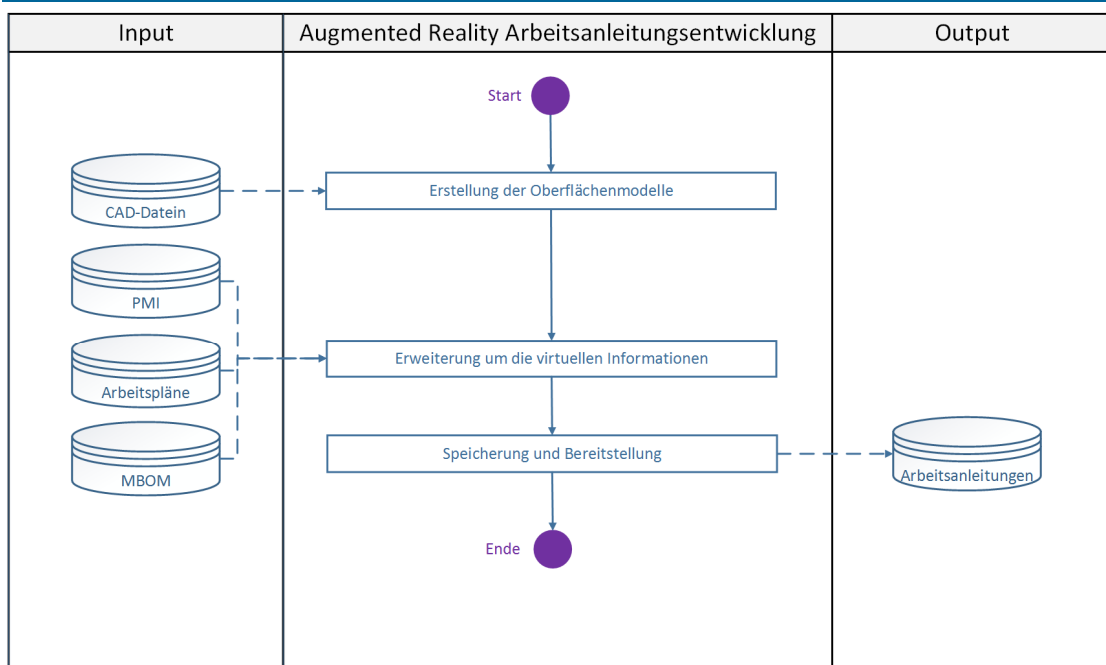 Input
Augmented Reality Arbeitsanleitungsentwicklung
Output
Start
CAD-Datein
Erstellung der Oberflächenmodelle
PMI
Arbeitspläne
Erweiterung um die virtuellen Informationen
MBOM
Speicherung und Bereitstellung
Arbeitsanleitungen
Ende